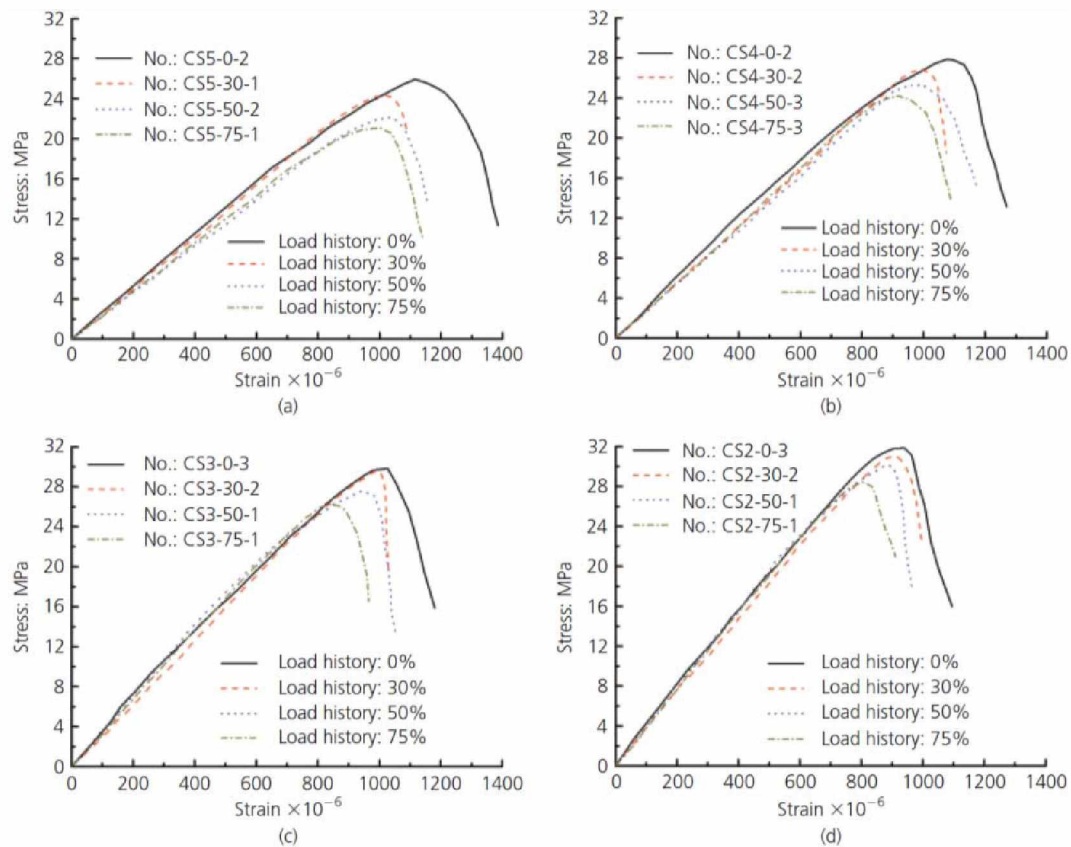 28
24
20
16
12
8
4
0
Stress: MPa
No.: CS5-0-2
No.: CS5-30-1
No.: CS5-50-2
No.: CS5-75-1
Load history: 0%
Load history: 30%
Load history: 50%
Load history: 75%
0 200 400 600 800 1000 1200 1400
Strain ×10⁻⁶
(a)
32
28
24
20
16
12
8
4
0
Stress: MPa
No.: CS4-0-2
No.: CS4-30-2
No.: CS4-50-3
No.: CS4-75-3
Load history: 0%
Load history: 30%
Load history: 50%
Load history: 75%
0 200 400 600 800 1000 1200 1400
Strain ×10⁻⁶
(b)
32
28
24
20
16
12
8
4
0
Stress: MPa
No.: CS3-0-3
No.: CS3-30-2
No.: CS3-50-1
No.: CS3-75-1
Load history: 0%
Load history: 30%
Load history: 50%
Load history: 75%
0 200 400 600 800 1000 1200 1400
Strain ×10⁻⁶
(c)
32
28
24
20
16
12
8
4
0
Stress: MPa
No.: CS2-0-3
No.: CS2-30-2
No.: CS2-50-1
No.: CS2-75-1
Load history: 0%
Load history: 30%
Load history: 50%
Load history: 75%
0 200 400 600 800 1000 1200 1400
Strain ×10⁻⁶
(d)